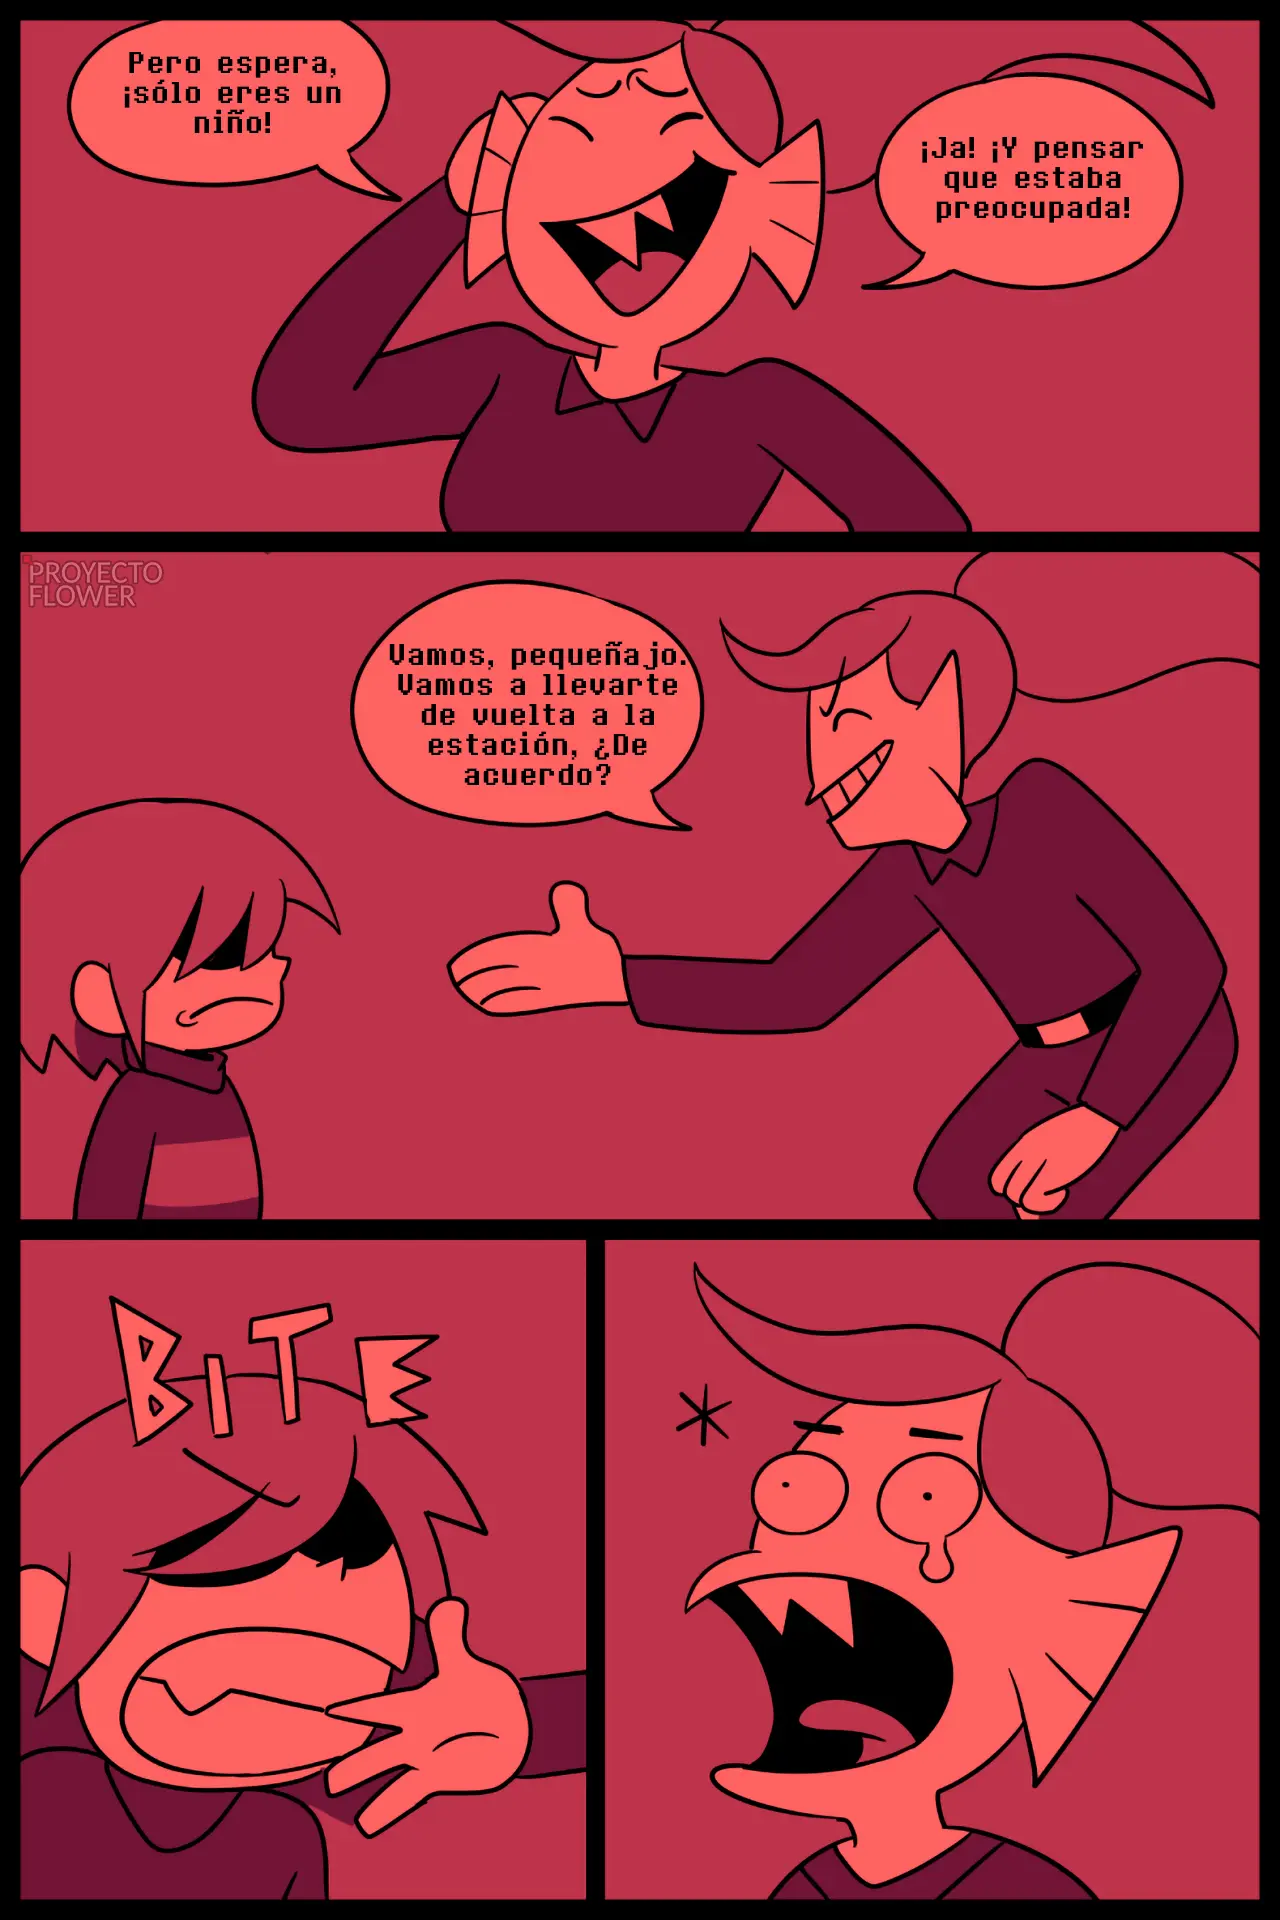 Pero espera,
¡sólo eres un
niño!
¡Ja! ¡Y pensar
que estaba
preocupada!
PROYECTO
FLOWER
Vamos, pequeñajo.
Vamos a llevarte
de vuelta a la
estación, ¿De
acuerdo?
BiTE
*